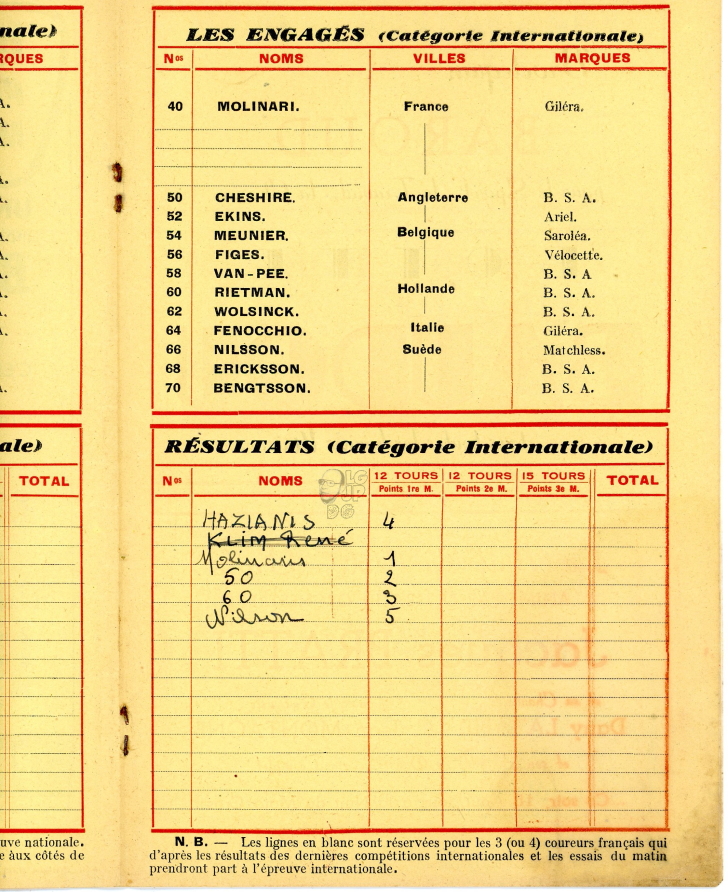 nale)
LES ENGAGÉS (Catégorie Internationale)
RQUES
Nos NOMS VILLES MARQUES
A.
A.
A.
A.
A.
A.
A.
A.
A.
A.
40 MOLINARI. France Giléra.
50 CHESHIRE. Angleterre B. S. A.
52 EKINS. Ariel.
54 MEUNIER. Belgique Saroléa.
56 FIGES. Vélocette.
58 VAN-PEE. B. S. A
60 RIETMAN. Hollande B. S. A.
62 WOLSINCK. B. S. A.
64 FENOCCHIO. Italie Giléra.
66 NILSSON. Suède Matchless.
68 ERICKSSON. B. S. A.
70 BENGTSSON. B. S. A.
ale)
RÉSULTATS (Catégorie Internationale)
TOTAL
Nos NOMS 12 TOURS Points 1re M. 12 TOURS Points 2e M. 15 TOURS Points 3e M. TOTAL
HAZIANIS 4
KLIM René
Molinaris 1
50 2
60 3
Nilson 5
uve nationale.
e àux côtés de
N. B. — Les lignes en blanc sont réservées pour les 3 (ou 4) coureurs français qui
d'après les résultats des dernières compétitions internationales et les essais du matin
prendront part à l'épreuve internationale.